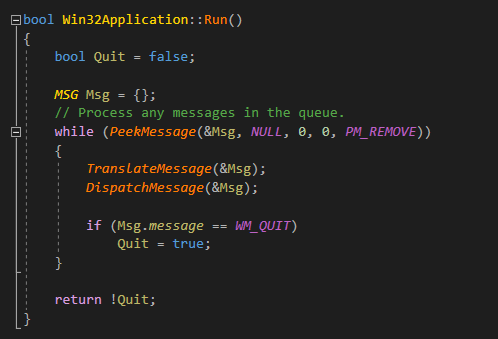 bool Win32Application::Run()
{
    bool Quit = false;

    MSG Msg = {};
    // Process any messages in the queue.
    while (PeekMessage(&Msg, NULL, 0, 0, PM_REMOVE))
    {
        TranslateMessage(&Msg);
        DispatchMessage(&Msg);

        if (Msg.message == WM_QUIT)
            Quit = true;
    }

    return !Quit;
}